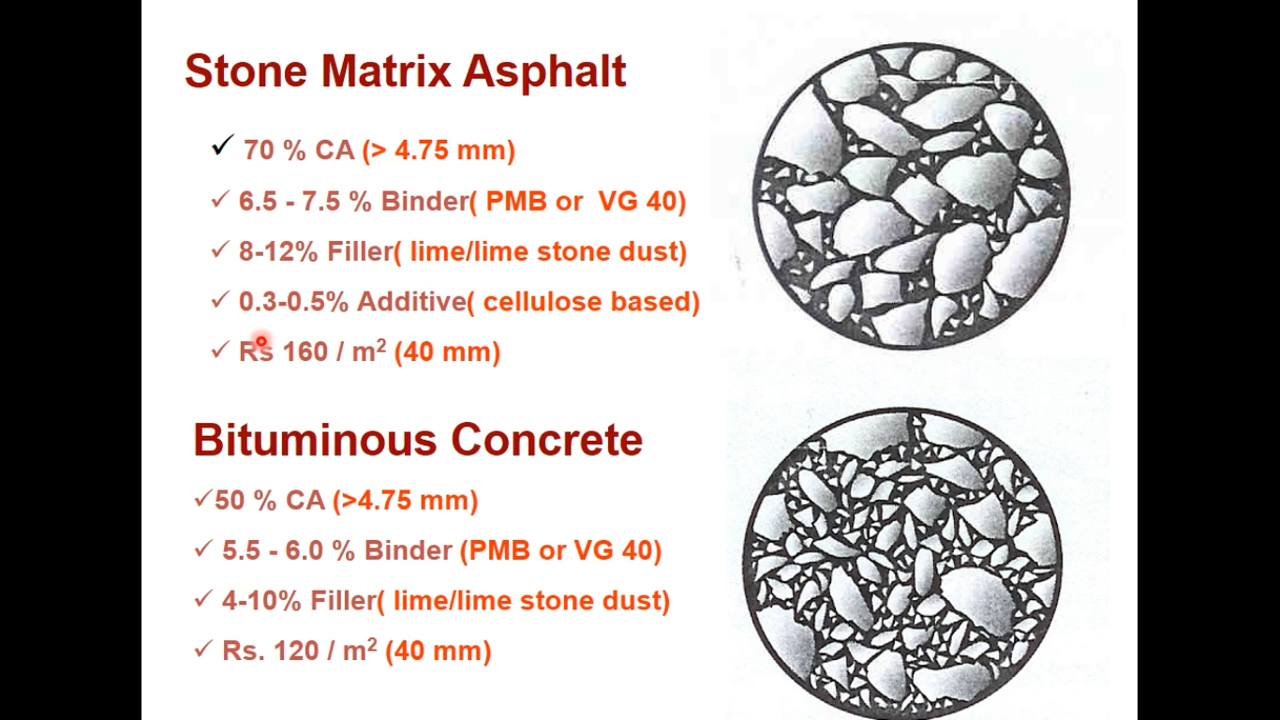 Stone Matrix Asphalt
✓ 70 % CA (> 4.75 mm)
✓ 6.5 - 7.5 % Binder( PMB or VG 40)
✓ 8-12% Filler( lime/lime stone dust)
✓ 0.3-0.5% Additive( cellulose based)
✓ Rs 160 / m² (40 mm)
Bituminous Concrete
✓50 % CA (>4.75 mm)
✓ 5.5 - 6.0 % Binder (PMB or VG 40)
✓ 4-10% Filler( lime/lime stone dust)
✓ Rs. 120 / m² (40 mm)